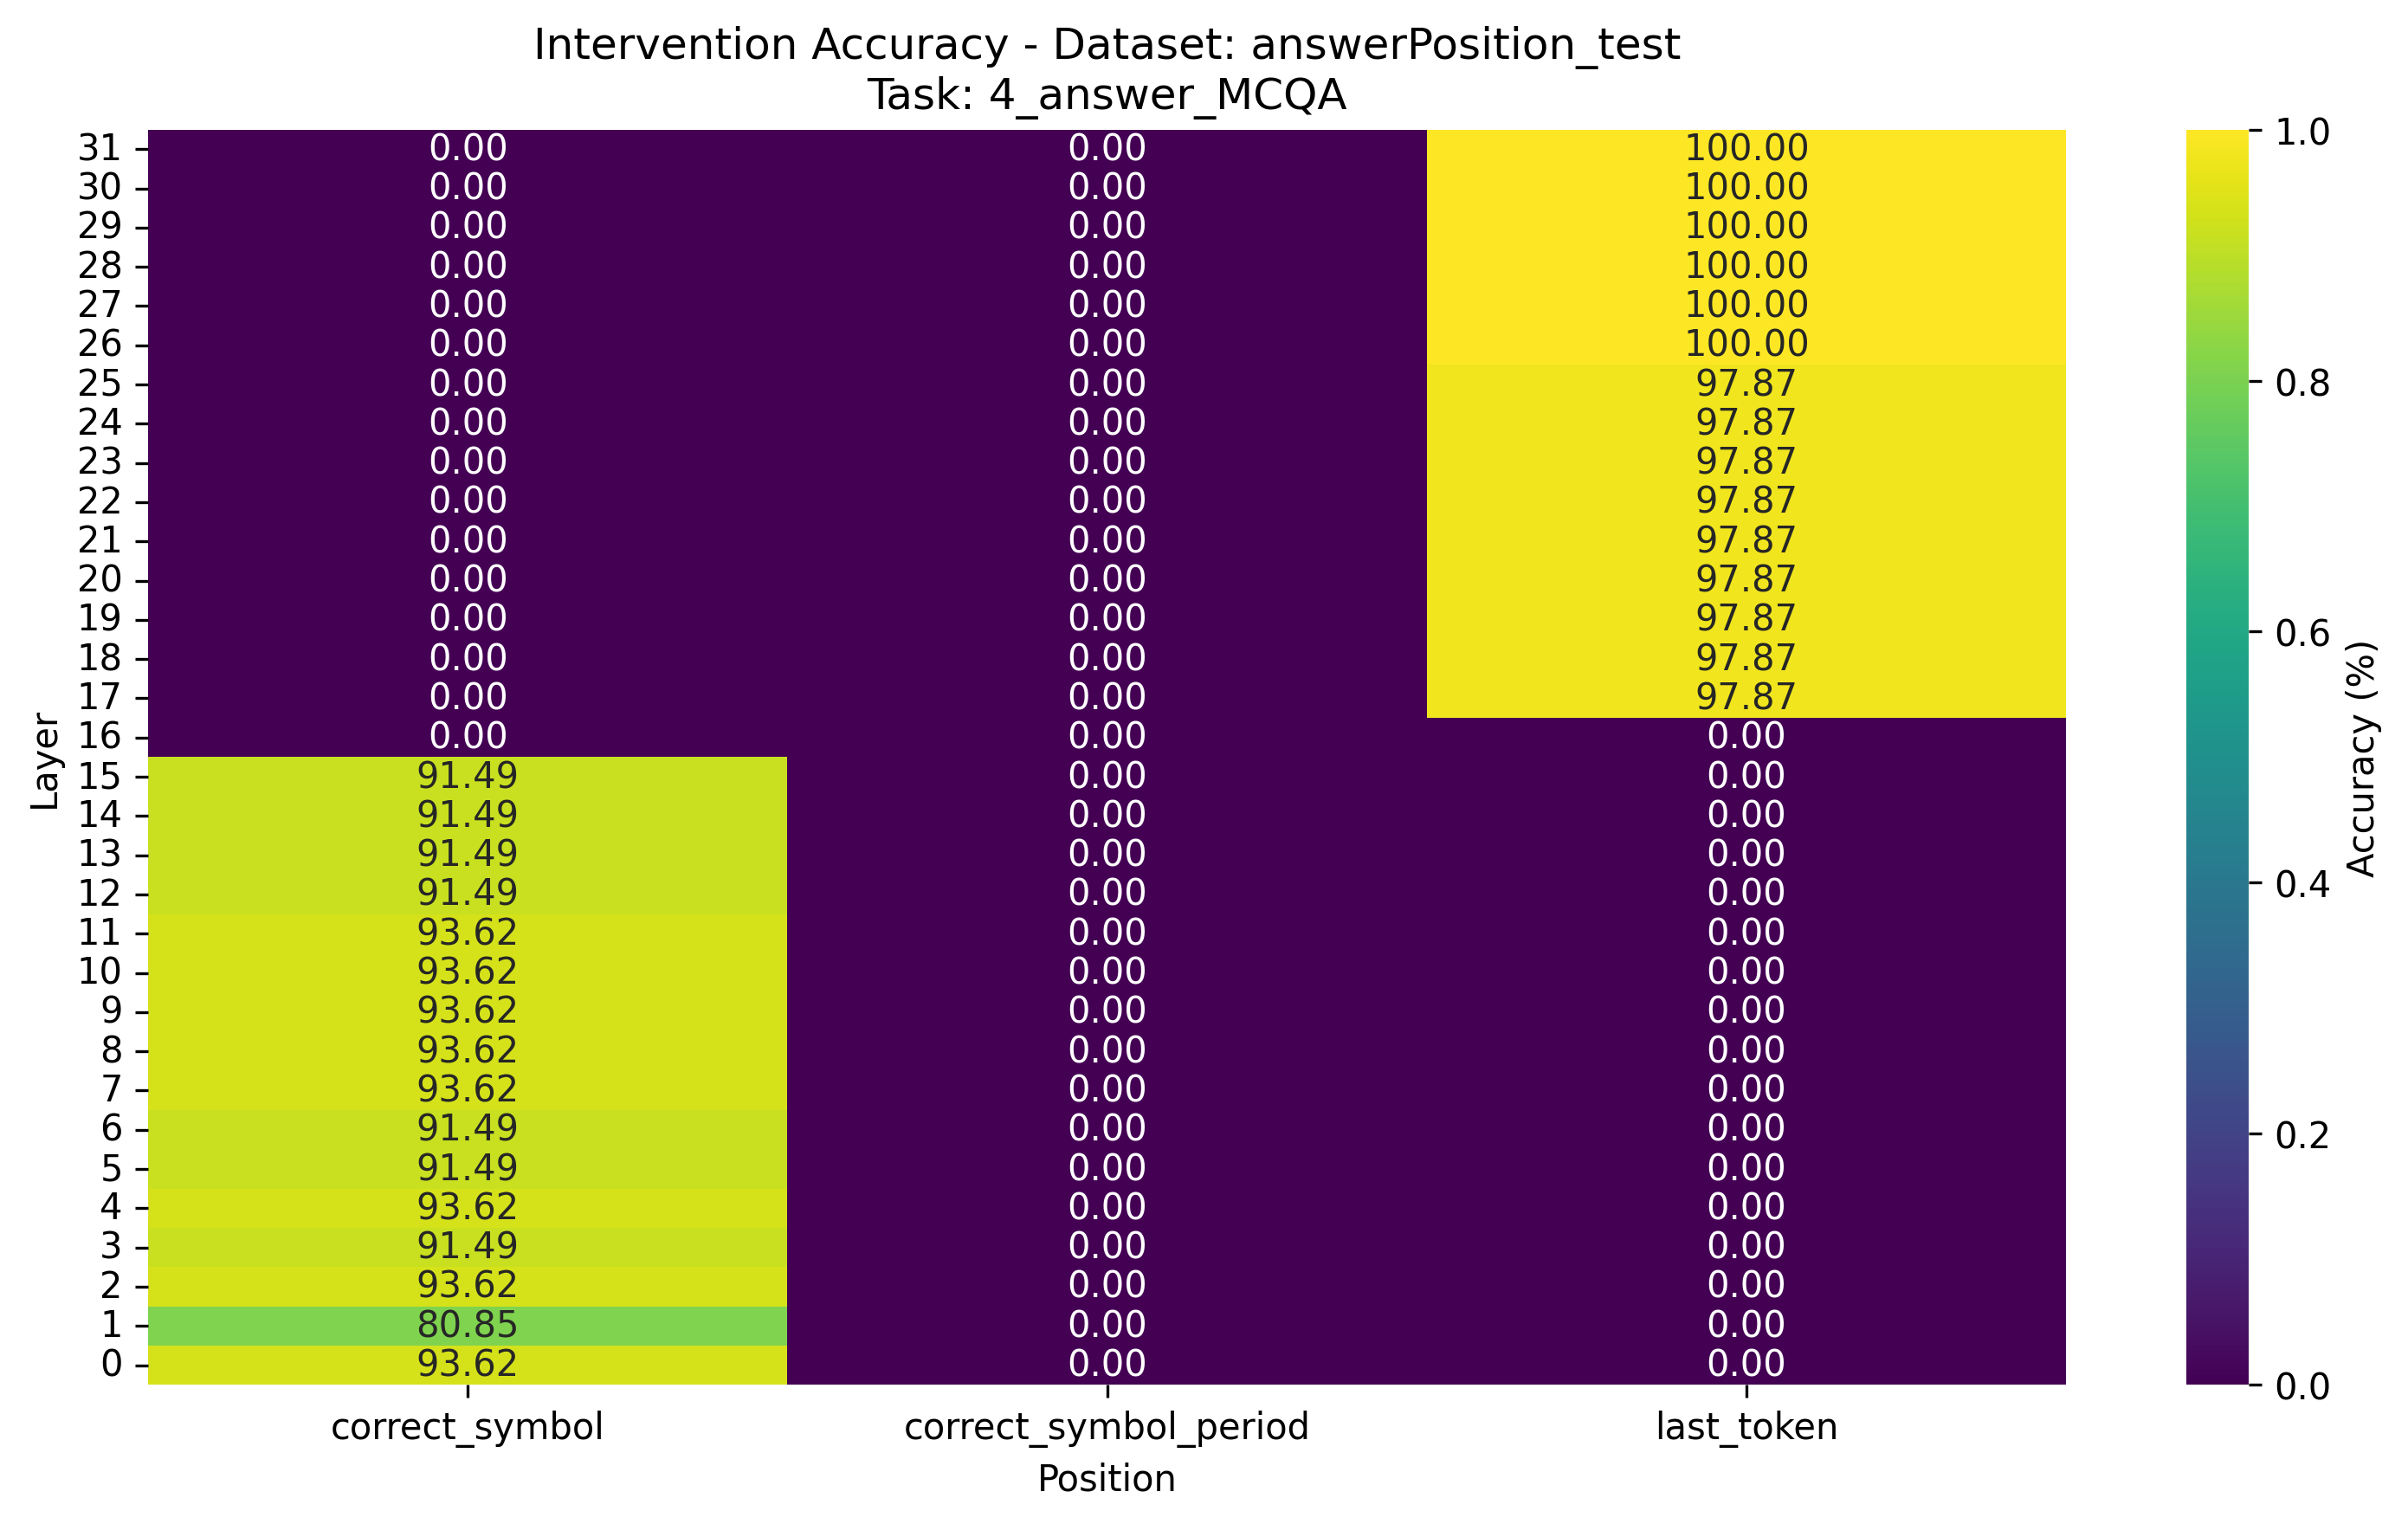 Intervention Accuracy - Dataset: answerPosition_test
Task: 4_answer_MCQA
31 0.00 0.00 100.00
30 0.00 0.00 100.00
29 0.00 0.00 100.00
28 0.00 0.00 100.00
27 0.00 0.00 100.00
26 0.00 0.00 100.00
25 0.00 0.00 97.87
24 0.00 0.00 97.87
23 0.00 0.00 97.87
22 0.00 0.00 97.87
21 0.00 0.00 97.87
20 0.00 0.00 97.87
19 0.00 0.00 97.87
18 0.00 0.00 97.87
17 0.00 0.00 97.87
16 0.00 0.00 0.00
15 91.49 0.00 0.00
14 91.49 0.00 0.00
13 91.49 0.00 0.00
12 91.49 0.00 0.00
11 93.62 0.00 0.00
10 93.62 0.00 0.00
9 93.62 0.00 0.00
8 93.62 0.00 0.00
7 93.62 0.00 0.00
6 91.49 0.00 0.00
5 91.49 0.00 0.00
4 93.62 0.00 0.00
3 91.49 0.00 0.00
2 93.62 0.00 0.00
1 80.85 0.00 0.00
0 93.62 0.00 0.00
Layer
correct_symbol correct_symbol_period last_token
Position
1.0
0.8
0.6
0.4
0.2
0.0
Accuracy (%)